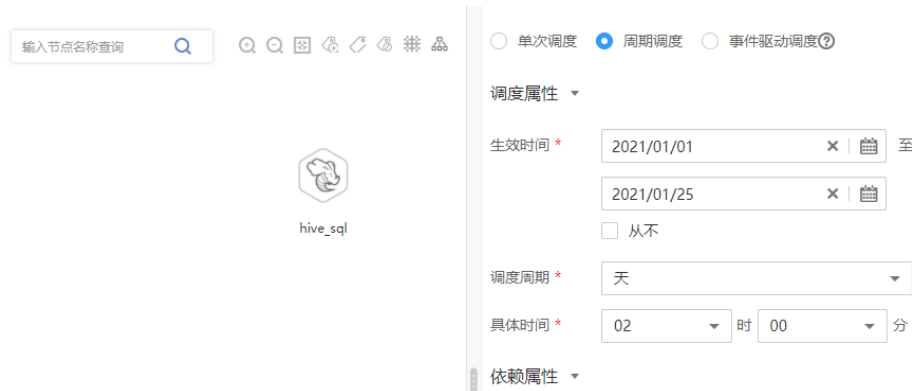 输入节点名称查询
hive_sql
单次调度 周期调度 事件驱动调度?
调度属性
生效时间 * 2021/01/01 至
2021/01/25
从不
调度周期 * 天
具体时间 * 02 时 00 分
依赖属性